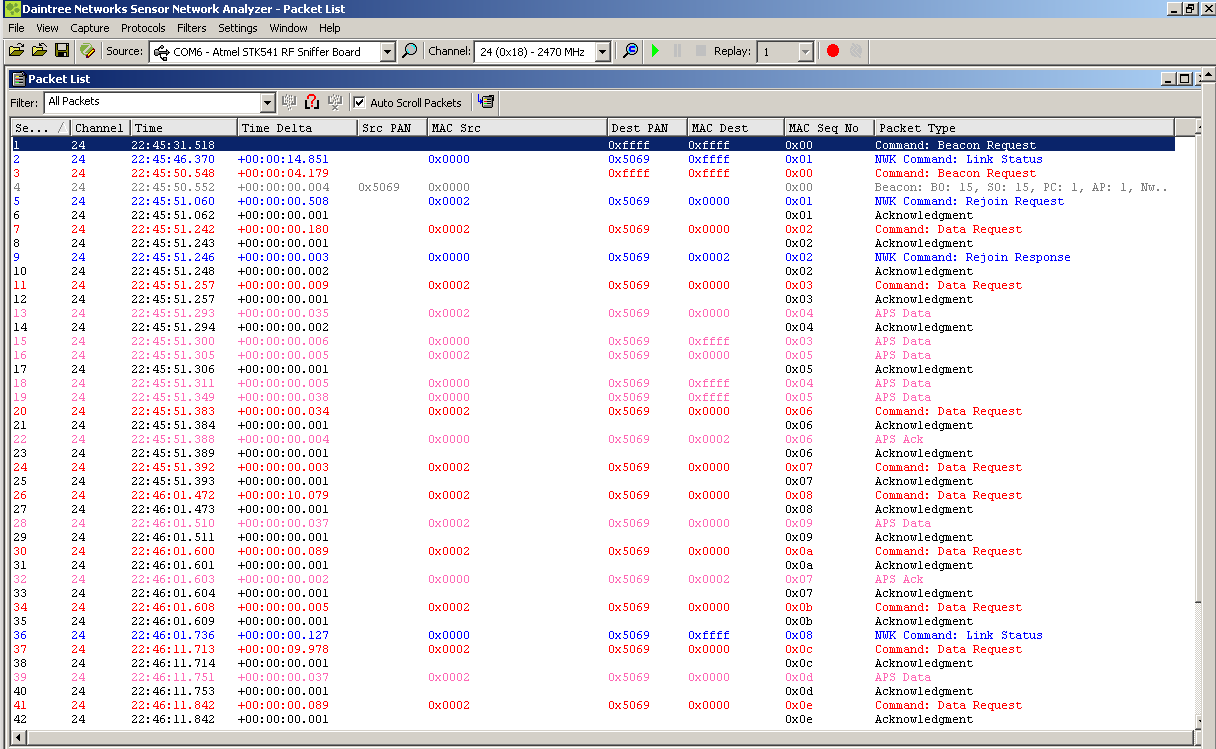 Daintree Networks Sensor Network Analyzer - Packet List
File View Capture Protocols Filters Settings Window Help
Source: COM6 - Atmel STK541 RF Sniffer Board Channel: 24 (0x18) - 2470 MHz Replay: 1
Packet List
Filter: All Packets Auto Scroll Packets
Se... / Channel Time Time Delta Src PAN MAC Src Dest PAN MAC Dest MAC Seq No Packet Type
1 24 22:45:31.518 0xffff 0xffff 0x00 Command: Beacon Request
2 24 22:45:46.370 +00:00:14.851 0x0000 0x5069 0xffff 0x01 NWK Command: Link Status
3 24 22:45:50.548 +00:00:04.179 0xffff 0xffff 0x00 Command: Beacon Request
4 24 22:45:50.552 +00:00:00.004 0x5069 0x0000 0x00 Beacon: BO: 15, SO: 15, PC: 1, AP: 1, Nw..
5 24 22:45:51.060 +00:00:00.508 0x0002 0x5069 0x0000 0x01 NWK Command: Rejoin Request
6 24 22:45:51.062 +00:00:00.001 0x01 Acknowledgment
7 24 22:45:51.242 +00:00:00.180 0x0002 0x5069 0x0000 0x02 Command: Data Request
8 24 22:45:51.243 +00:00:00.001 0x02 Acknowledgment
9 24 22:45:51.246 +00:00:00.003 0x0000 0x5069 0x0002 0x02 NWK Command: Rejoin Response
10 24 22:45:51.248 +00:00:00.002 0x02 Acknowledgment
11 24 22:45:51.257 +00:00:00.009 0x0002 0x5069 0x0000 0x03 Command: Data Request
12 24 22:45:51.257 +00:00:00.001 0x03 Acknowledgment
13 24 22:45:51.293 +00:00:00.035 0x0002 0x5069 0x0000 0x04 APS Data
14 24 22:45:51.294 +00:00:00.002 0x04 Acknowledgment
15 24 22:45:51.300 +00:00:00.006 0x0000 0x5069 0xffff 0x03 APS Data
16 24 22:45:51.305 +00:00:00.005 0x0002 0x5069 0x0000 0x05 APS Data
17 24 22:45:51.306 +00:00:00.001 0x05 Acknowledgment
18 24 22:45:51.311 +00:00:00.005 0x0000 0x5069 0xffff 0x04 APS Data
19 24 22:45:51.349 +00:00:00.038 0x0000 0x5069 0xffff 0x05 APS Data
20 24 22:45:51.383 +00:00:00.034 0x0002 0x5069 0x0000 0x06 Command: Data Request
21 24 22:45:51.384 +00:00:00.001 0x06 Acknowledgment
22 24 22:45:51.388 +00:00:00.004 0x0000 0x5069 0x0002 0x06 APS Ack
23 24 22:45:51.389 +00:00:00.001 0x06 Acknowledgment
24 24 22:45:51.392 +00:00:00.003 0x0002 0x5069 0x0000 0x07 Command: Data Request
25 24 22:45:51.393 +00:00:00.001 0x07 Acknowledgment
26 24 22:46:01.472 +00:00:10.079 0x0002 0x5069 0x0000 0x08 Command: Data Request
27 24 22:46:01.473 +00:00:00.001 0x08 Acknowledgment
28 24 22:46:01.510 +00:00:00.037 0x0002 0x5069 0x0000 0x09 APS Data
29 24 22:46:01.511 +00:00:00.001 0x09 Acknowledgment
30 24 22:46:01.600 +00:00:00.089 0x0002 0x5069 0x0000 0x0a Command: Data Request
31 24 22:46:01.601 +00:00:00.001 0x0a Acknowledgment
32 24 22:46:01.603 +00:00:00.002 0x0000 0x5069 0x0002 0x07 APS Ack
33 24 22:46:01.604 +00:00:00.001 0x07 Acknowledgment
34 24 22:46:01.608 +00:00:00.005 0x0002 0x5069 0x0000 0x0b Command: Data Request
35 24 22:46:01.609 +00:00:00.001 0x0b Acknowledgment
36 24 22:46:01.736 +00:00:00.127 0x0000 0x5069 0xffff 0x08 NWK Command: Link Status
37 24 22:46:11.713 +00:00:09.978 0x0002 0x5069 0x0000 0x0c Command: Data Request
38 24 22:46:11.714 +00:00:00.001 0x0c Acknowledgment
39 24 22:46:11.751 +00:00:00.037 0x0002 0x5069 0x0000 0x0d APS Data
40 24 22:46:11.753 +00:00:00.001 0x0d Acknowledgment
41 24 22:46:11.842 +00:00:00.089 0x0002 0x5069 0x0000 0x0e Command: Data Request
42 24 22:46:11.842 +00:00:00.001 0x0e Acknowledgment